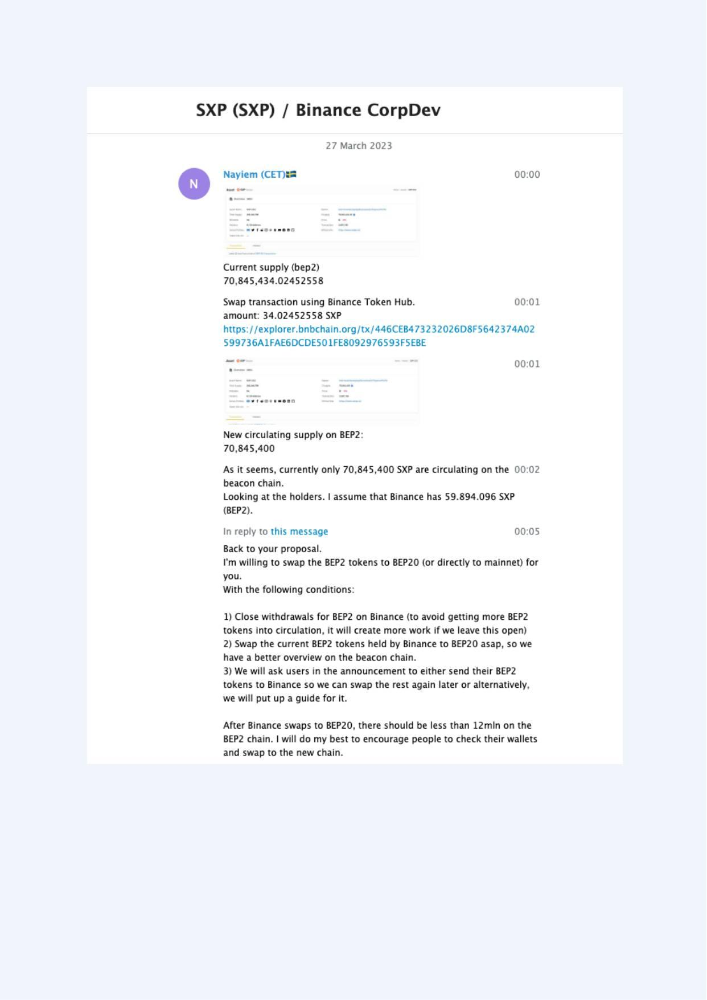 SXP (SXP) / Binance CorpDev
27 March 2023
N
Nayiem (CET)🇸🇪 00:00
Asset SXP
Overview
Current supply (bep2)
70,845,434.02452558
Swap transaction using Binance Token Hub. 00:01
amount: 34.02452558 SXP
https://explorer.bnbchain.org/tx/446CEB473232026D8F5642374A02
599736A1FAE6DCDE501FE8092976593F5EBE
00:01
Asset SXP
Overview
New circulating supply on BEP2:
70,845,400
As it seems, currently only 70,845,400 SXP are circulating on the 00:02
beacon chain.
Looking at the holders. I assume that Binance has 59.894.096 SXP
(BEP2).
In reply to this message 00:05
Back to your proposal.
I'm willing to swap the BEP2 tokens to BEP20 (or directly to mainnet) for
you.
With the following conditions:
1) Close withdrawals for BEP2 on Binance (to avoid getting more BEP2
tokens into circulation, it will create more work if we leave this open)
2) Swap the current BEP2 tokens held by Binance to BEP20 asap, so we
have a better overview on the beacon chain.
3) We will ask users in the announcement to either send their BEP2
tokens to Binance so we can swap the rest again later or alternatively,
we will put up a guide for it.
After Binance swaps to BEP20, there should be less than 12mln on the
BEP2 chain. I will do my best to encourage people to check their wallets
and swap to the new chain.